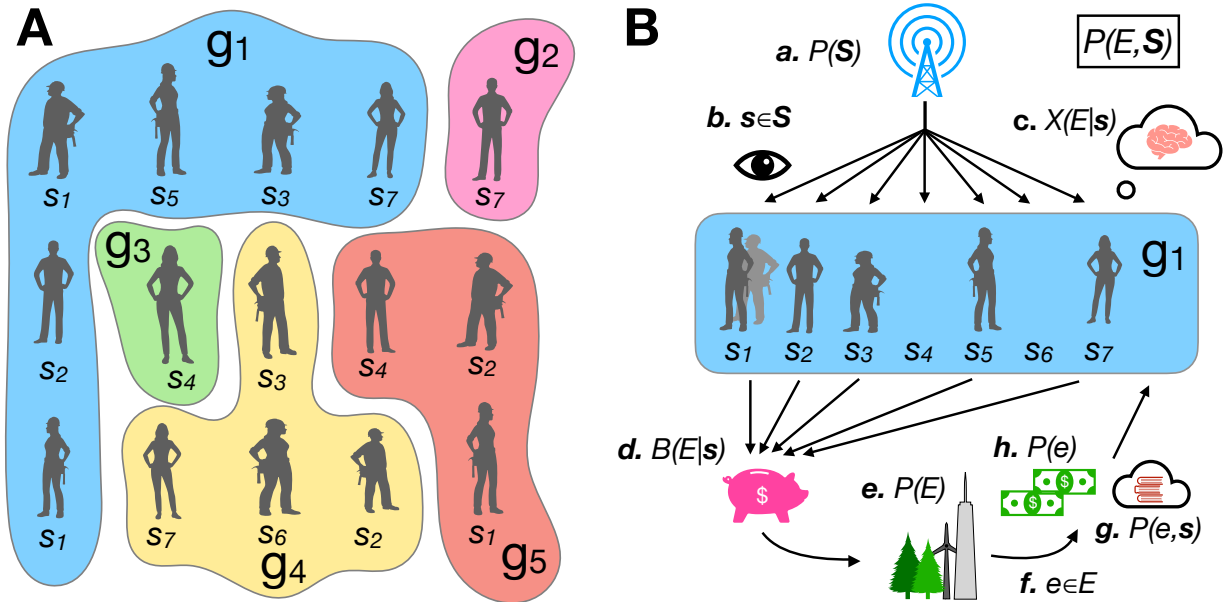 A
g1
g2
s1
s5
s3
s7
s7
g3
s2
s4
s3
s4
s2
s1
s7
s6
s2
s1
g4
g5
B
a. P(S)
P(E,S)
b. s∈S
c. X(E|s)
g1
s1 s2 s3 s4 s5 s6 s7
d. B(E|s)
$
e. P(E)
h. P(e)
$ $
g. P(e,s)
f. e∈E